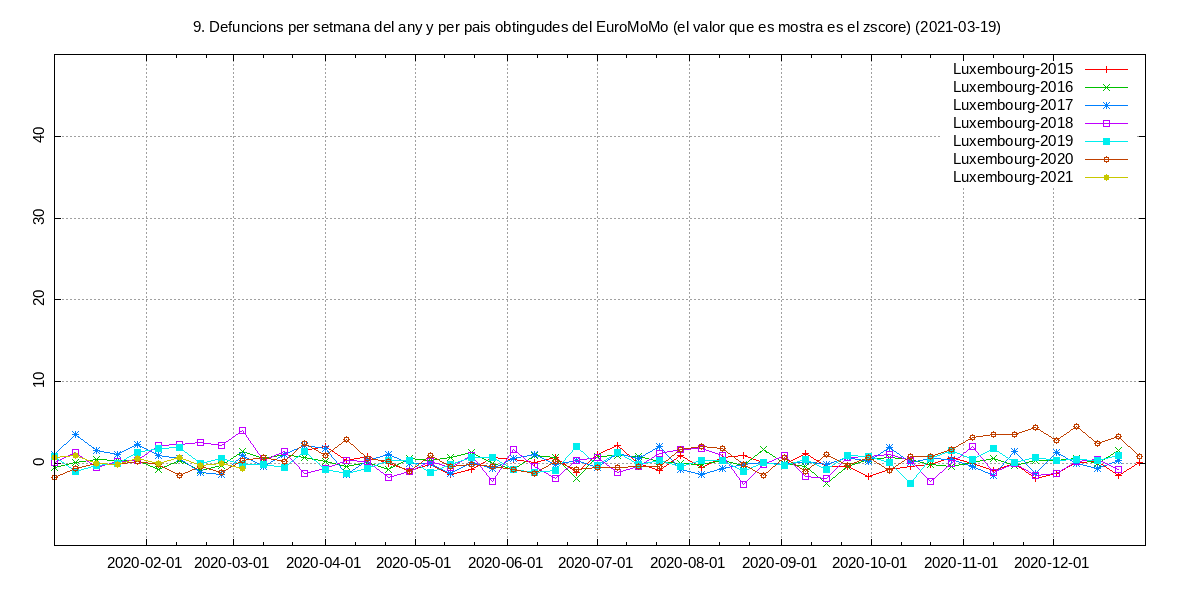 9. Defuncions per setmana del any y per pais obtingudes del EuroMoMo (el valor que es mostra es el zscore) (2021-03-19)
Luxembourg-2015
Luxembourg-2016
Luxembourg-2017
Luxembourg-2018
Luxembourg-2019
Luxembourg-2020
Luxembourg-2021
40
30
20
10
0
2020-02-01 2020-03-01 2020-04-01 2020-05-01 2020-06-01 2020-07-01 2020-08-01 2020-09-01 2020-10-01 2020-11-01 2020-12-01